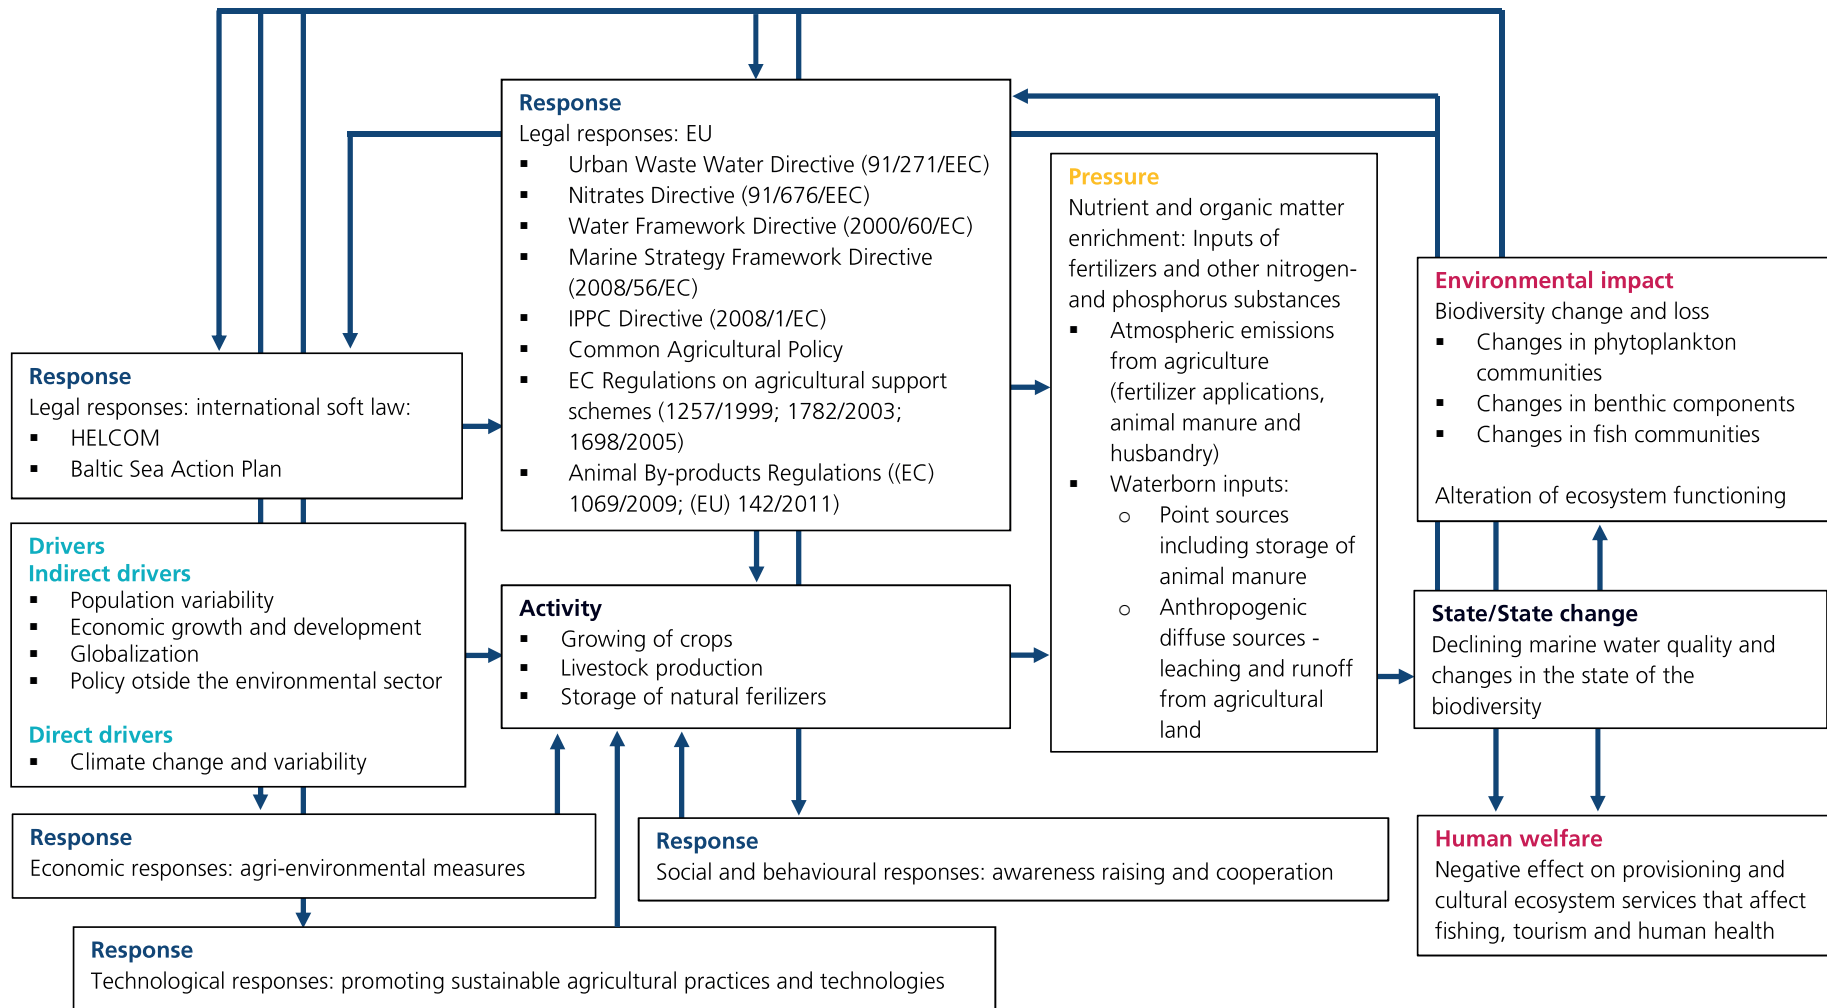 Response
Legal responses: EU
▪ Urban Waste Water Directive (91/271/EEC)
▪ Nitrates Directive (91/676/EEC)
▪ Water Framework Directive (2000/60/EC)
▪ Marine Strategy Framework Directive
(2008/56/EC)
▪ IPPC Directive (2008/1/EC)
▪ Common Agricultural Policy
▪ EC Regulations on agricultural support
schemes (1257/1999; 1782/2003;
1698/2005)
▪ Animal By-products Regulations ((EC)
1069/2009; (EU) 142/2011)
Pressure
Nutrient and organic matter
enrichment: Inputs of
fertilizers and other nitrogen-
and phosphorus substances
▪ Atmospheric emissions
from agriculture
(fertilizer applications,
animal manure and
husbandry)
▪ Waterborn inputs:
o Point sources
including storage of
animal manure
o Anthropogenic
diffuse sources -
leaching and runoff
from agricultural
land
Environmental impact
Biodiversity change and loss
▪ Changes in phytoplankton
communities
▪ Changes in benthic components
▪ Changes in fish communities
Alteration of ecosystem functioning
Response
Legal responses: international soft law:
▪ HELCOM
▪ Baltic Sea Action Plan
Drivers
Indirect drivers
▪ Population variability
▪ Economic growth and development
▪ Globalization
▪ Policy otside the environmental sector
Direct drivers
▪ Climate change and variability
Activity
▪ Growing of crops
▪ Livestock production
▪ Storage of natural ferilizers
State/State change
Declining marine water quality and
changes in the state of the
biodiversity
Response
Economic responses: agri-environmental measures
Response
Social and behavioural responses: awareness raising and cooperation
Human welfare
Negative effect on provisioning and
cultural ecosystem services that affect
fishing, tourism and human health
Response
Technological responses: promoting sustainable agricultural practices and technologies